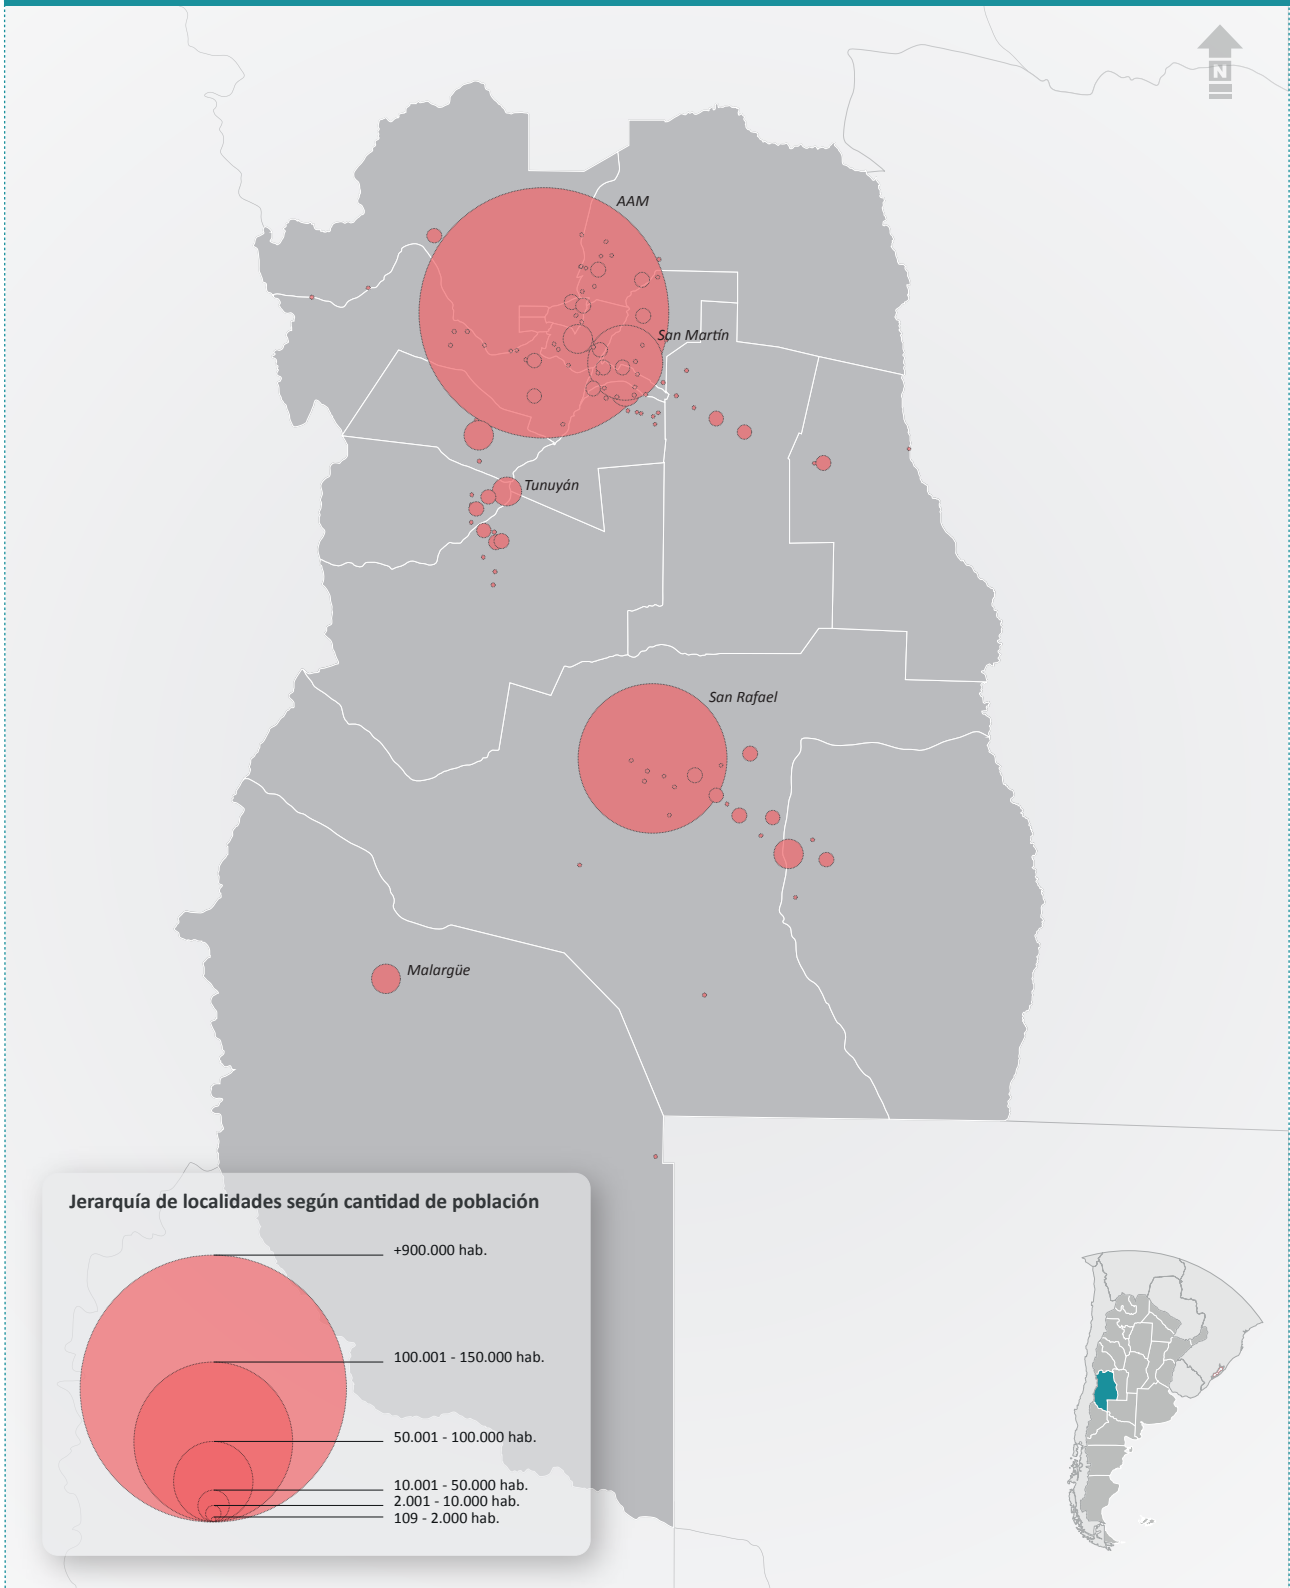 N
AAM
San Martín
Tunuyán
San Rafael
Malargüe
Jerarquía de localidades según cantidad de población
+900.000 hab.
100.001 - 150.000 hab.
50.001 - 100.000 hab.
10.001 - 50.000 hab.
2.001 - 10.000 hab.
109 - 2.000 hab.